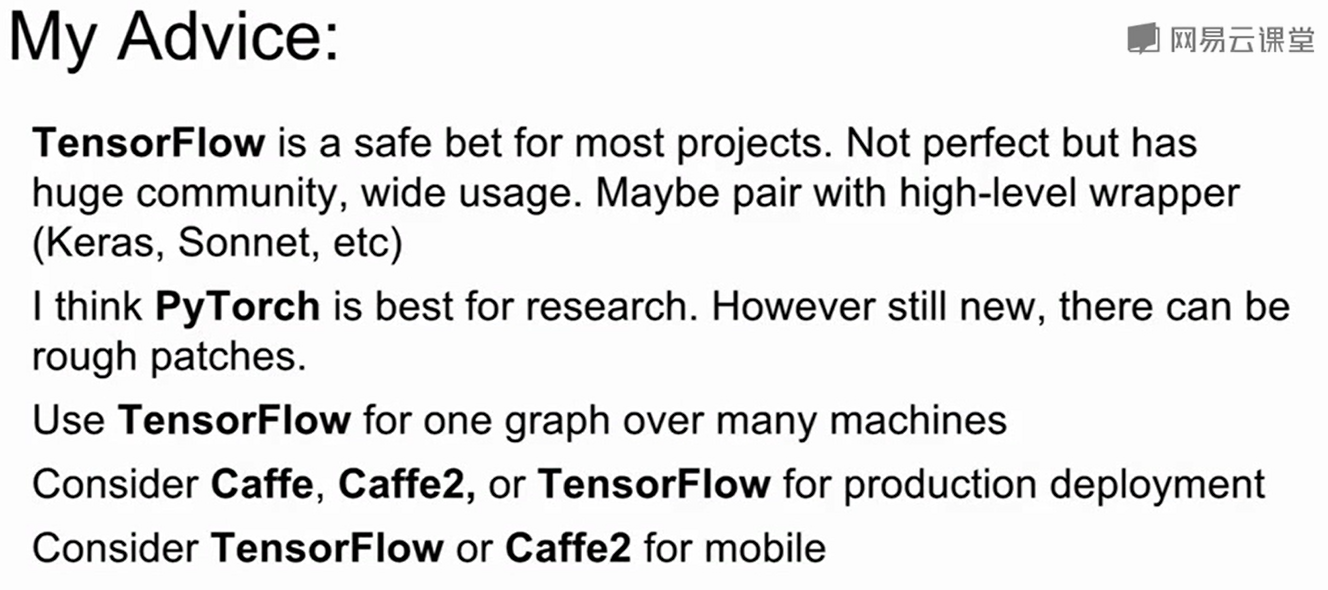 My Advice:
网易云课堂
TensorFlow is a safe bet for most projects. Not perfect but has
huge community, wide usage. Maybe pair with high-level wrapper
(Keras, Sonnet, etc)
I think PyTorch is best for research. However still new, there can be
rough patches.
Use TensorFlow for one graph over many machines
Consider Caffe, Caffe2, or TensorFlow for production deployment
Consider TensorFlow or Caffe2 for mobile